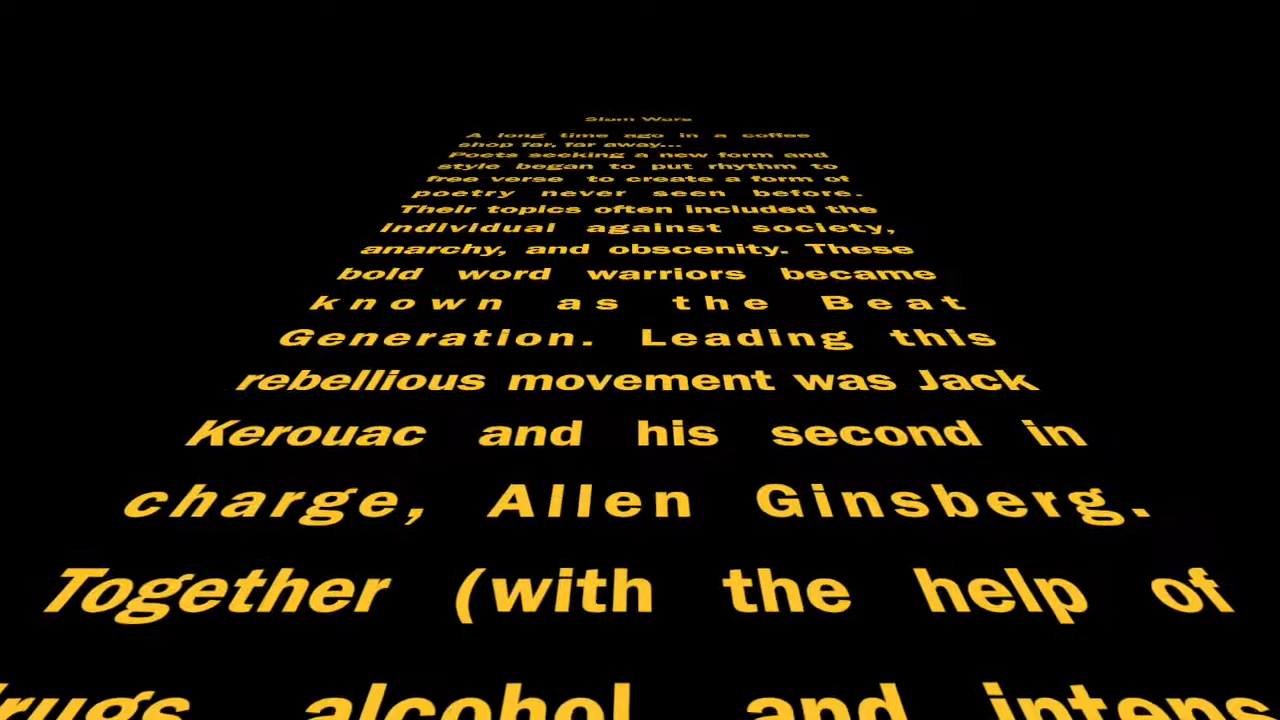 Slam Wars
A long time ago in a coffee
shop far, far away...
Poets seeking a new form and
style began to put rhythm to
free verse to create a form of
poetry never seen before.
Their topics often included the
individual against society,
anarchy, and obscenity. These
bold word warriors became
known as the Beat
Generation. Leading this
rebellious movement was Jack
Kerouac and his second in
charge, Allen Ginsberg.
Together (with the help of
rugs, alcohol and intens